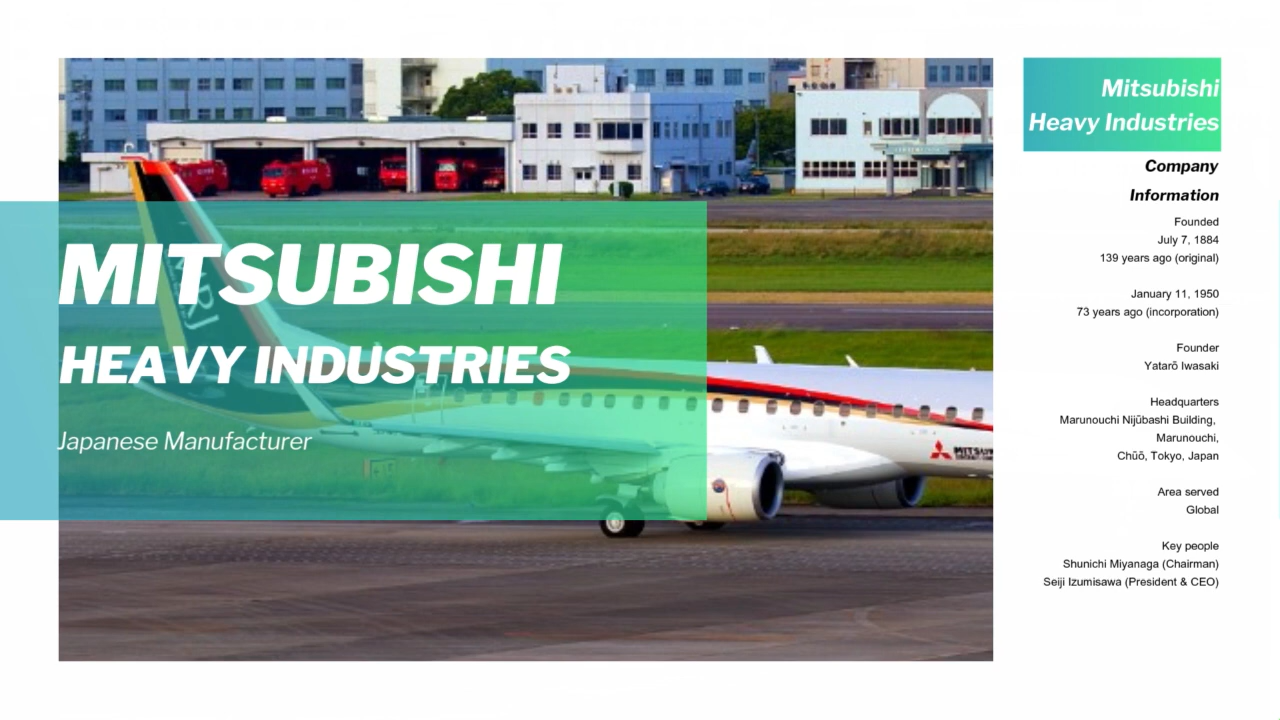 MITSUBISHI
HEAVY INDUSTRIES
Japanese Manufacturer
MRJ
Mitsubishi
Heavy Industries
Company
Information
Founded
July 7, 1884
139 years ago (original)
January 11, 1950
73 years ago (incorporation)
Founder
Yatarō Iwasaki
Headquarters
Marunouchi Nijūbashi Building,
Marunouchi,
Chūō, Tokyo, Japan
Area served
Global
Key people
Shunichi Miyanaga (Chairman)
Seiji Izumisawa (President & CEO)